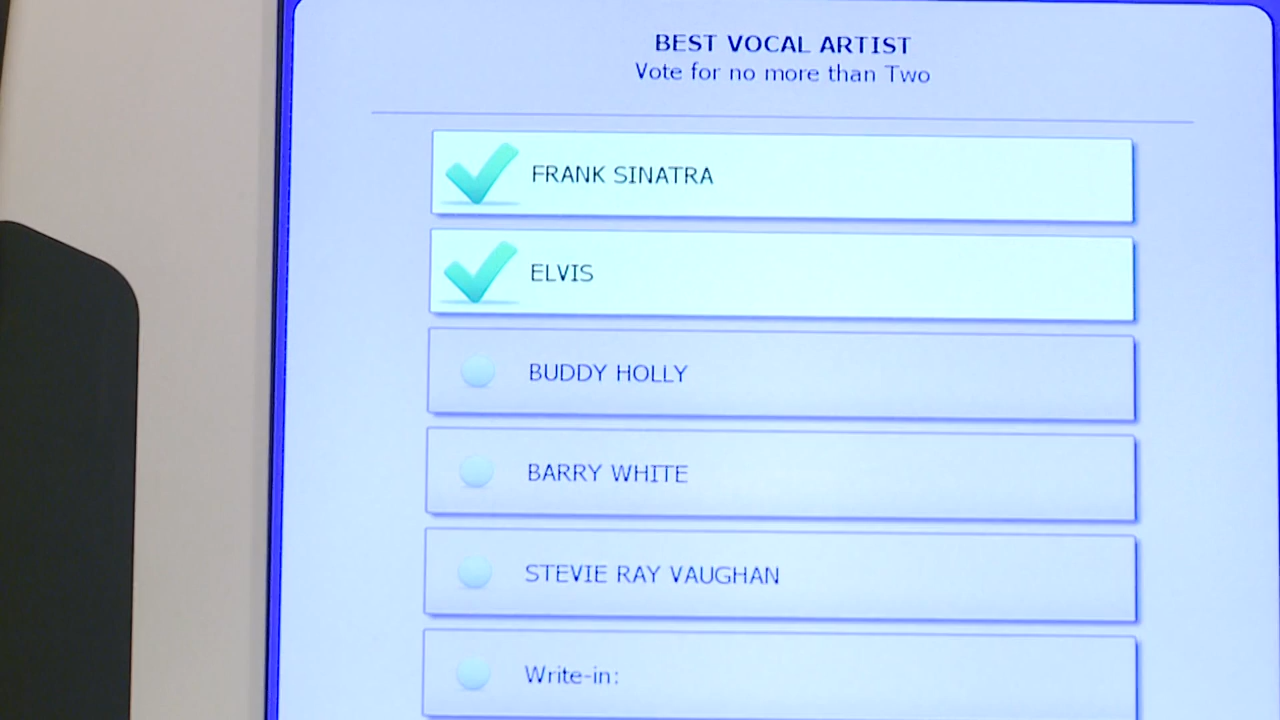 BEST VOCAL ARTIST
Vote for no more than Two
FRANK SINATRA
ELVIS
BUDDY HOLLY
BARRY WHITE
STEVIE RAY VAUGHAN
Write-in: